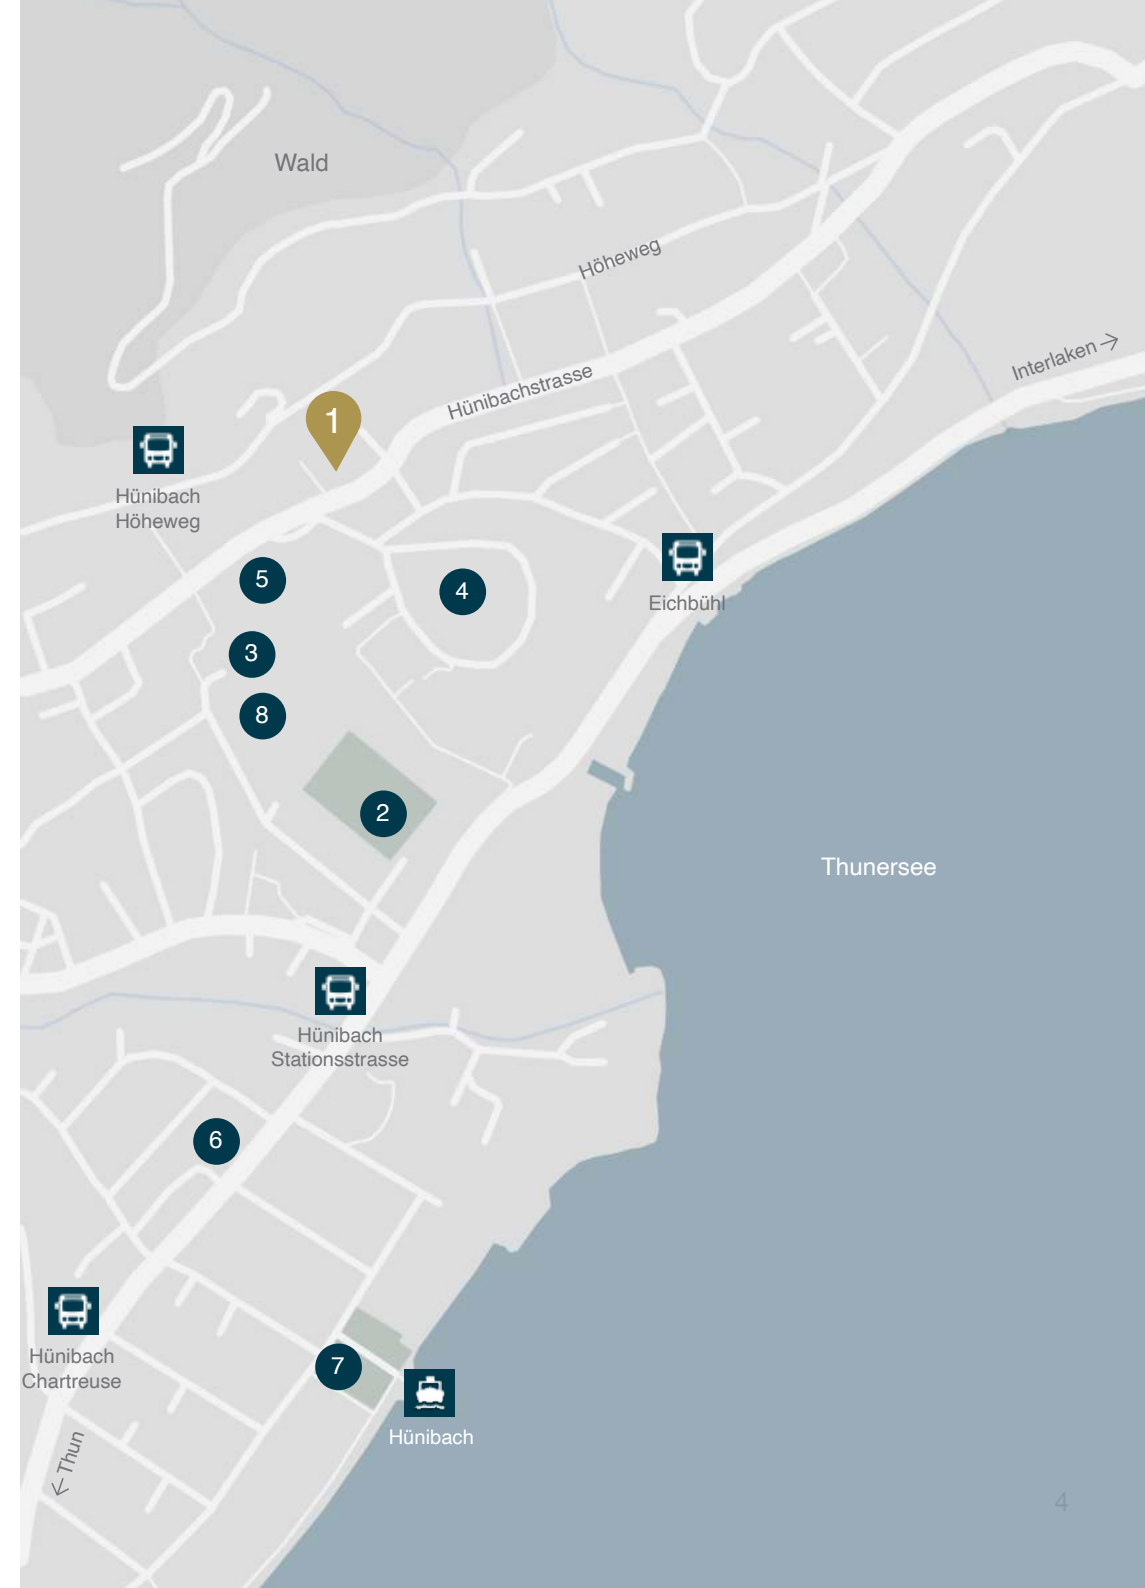 Wald
Höheweg
Interlaken →
Hünibachstrasse
1
Hünibach
Höheweg
5
4
Eichbühl
3
8
2
Thunersee
Hünibach
Stationsstrasse
6
Hünibach
Chartreuse
7
Hünibach
← Thun
4